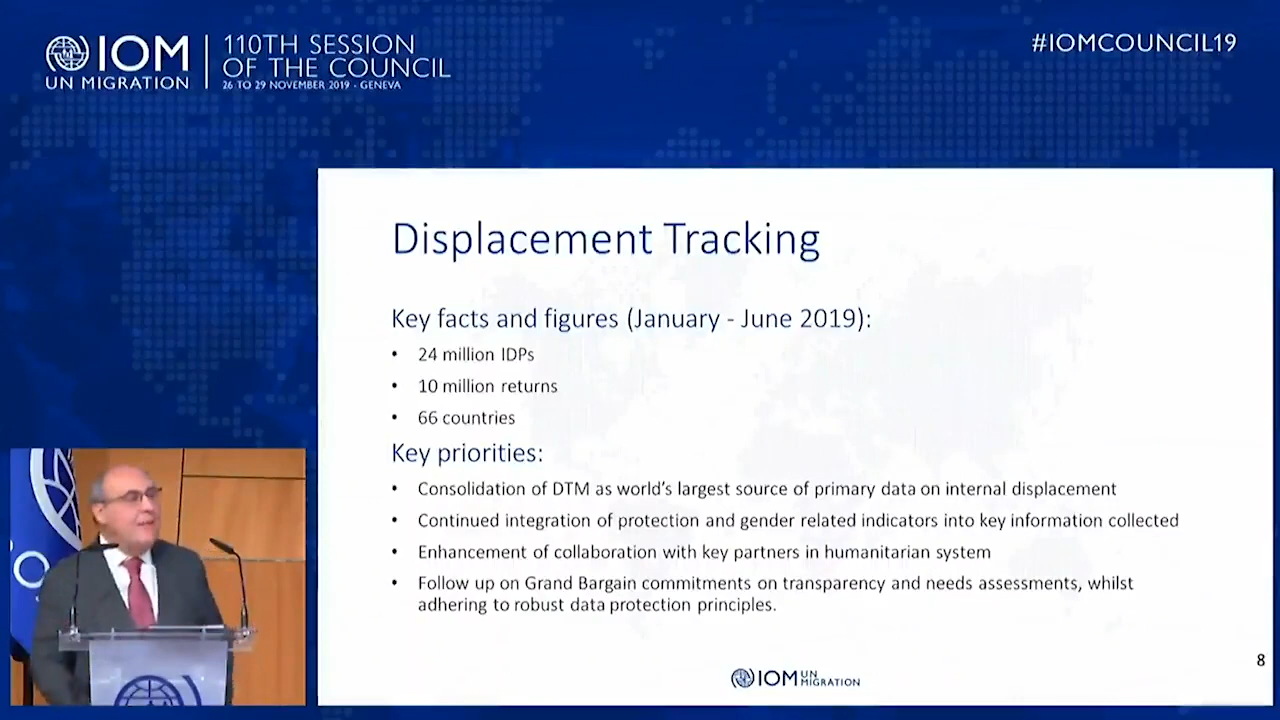 IOM
UN MIGRATION
110TH SESSION
OF THE COUNCIL
26 TO 29 NOVEMBER 2019 - GENEVA
#IOMCOUNCIL19
Displacement Tracking
Key facts and figures (January - June 2019):
• 24 million IDPs
• 10 million returns
• 66 countries
Key priorities:
• Consolidation of DTM as world's largest source of primary data on internal displacement
• Continued integration of protection and gender related indicators into key information collected
• Enhancement of collaboration with key partners in humanitarian system
• Follow up on Grand Bargain commitments on transparency and needs assessments, whilst
adhering to robust data protection principles.
8
IOM UN
MIGRATION